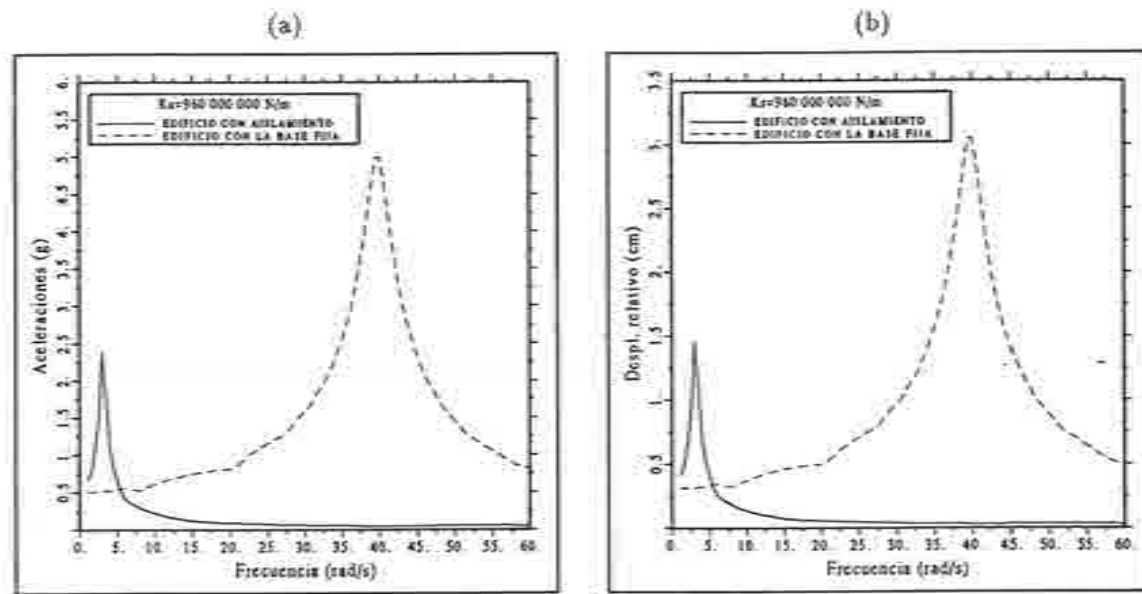 (a)
(b)
Ks=960 000 000 N/m
EDIFICIO CON AISLAMIENTO
EDIFICIO CON LA BASE FIJA
Aceleraciones (g)
6.
5.5
5.
4.5
4.
3.5
3.
2.5
2.
1.5
1.
0.5
0. 5. 10. 15. 20. 25. 30. 35. 40. 45. 50. 55. 60.
Frecuencia (rad/s)
Ks=960 000 000 N/m
EDIFICIO CON AISLAMIENTO
EDIFICIO CON LA BASE FIJA
Despl. relativo (cm)
3.5
3.
2.5
2.
1.5
1.
0.5
0. 5. 10. 15. 20. 25. 30. 35. 40. 45. 50. 55. 60.
Frecuencia (rad/s)